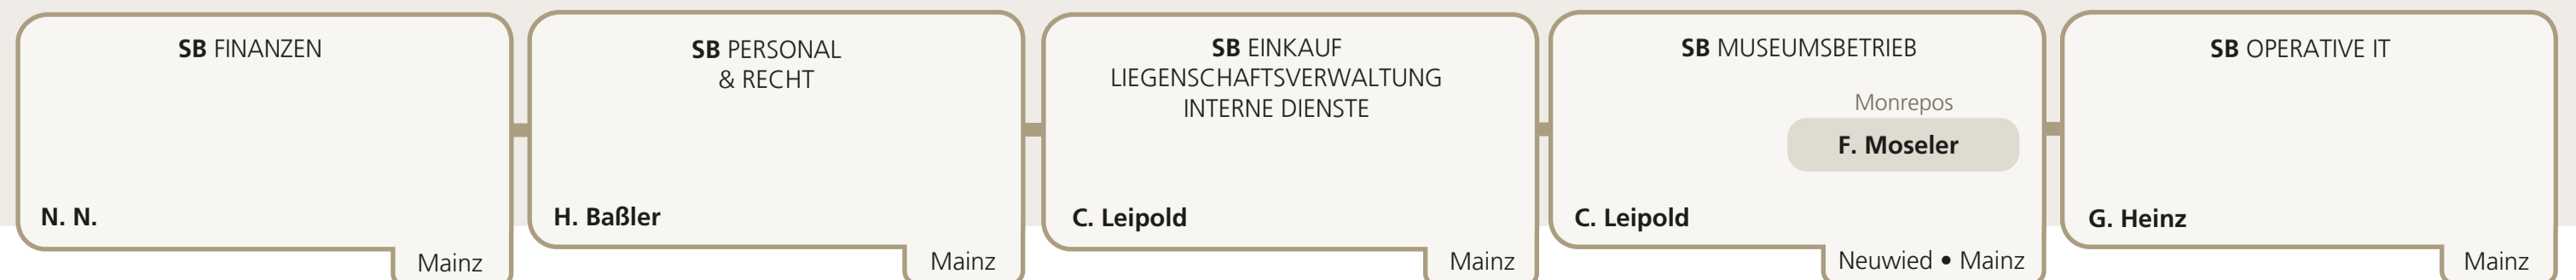 SB FINANZEN
N. N.
Mainz
SB PERSONAL
& RECHT
H. Baßler
Mainz
SB EINKAUF
LIEGENSCHAFTSVERWALTUNG
INTERNE DIENSTE
C. Leipold
Mainz
SB MUSEUMSBETRIEB
Monrepos
F. Moseler
C. Leipold
Neuwied • Mainz
SB OPERATIVE IT
G. Heinz
Mainz